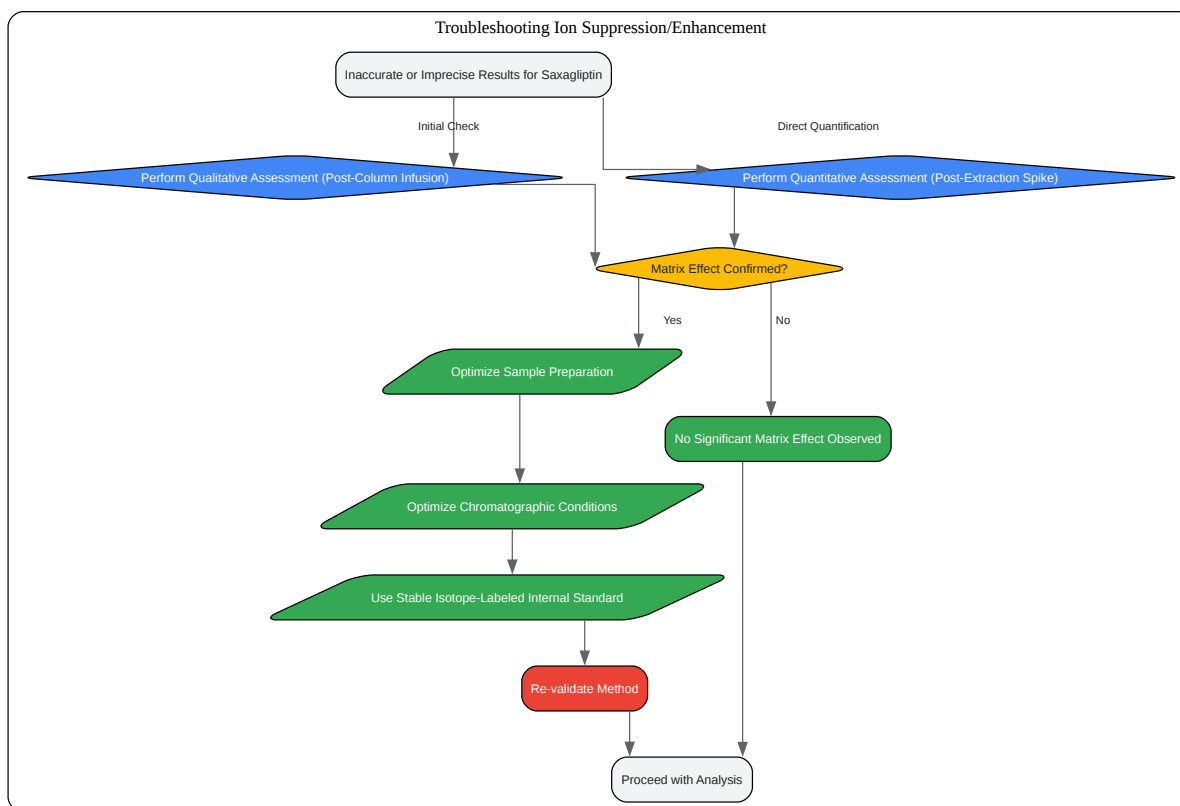 Troubleshooting Ion Suppression/Enhancement
Inaccurate or Imprecise Results for Saxagliptin
Initial Check
Direct Quantification
Perform Qualitative Assessment (Post-Column Infusion)
Perform Quantitative Assessment (Post-Extraction Spike)
Matrix Effect Confirmed?
Yes
No
Optimize Sample Preparation
No Significant Matrix Effect Observed
Optimize Chromatographic Conditions
Use Stable Isotope-Labeled Internal Standard
Re-validate Method
Proceed with Analysis